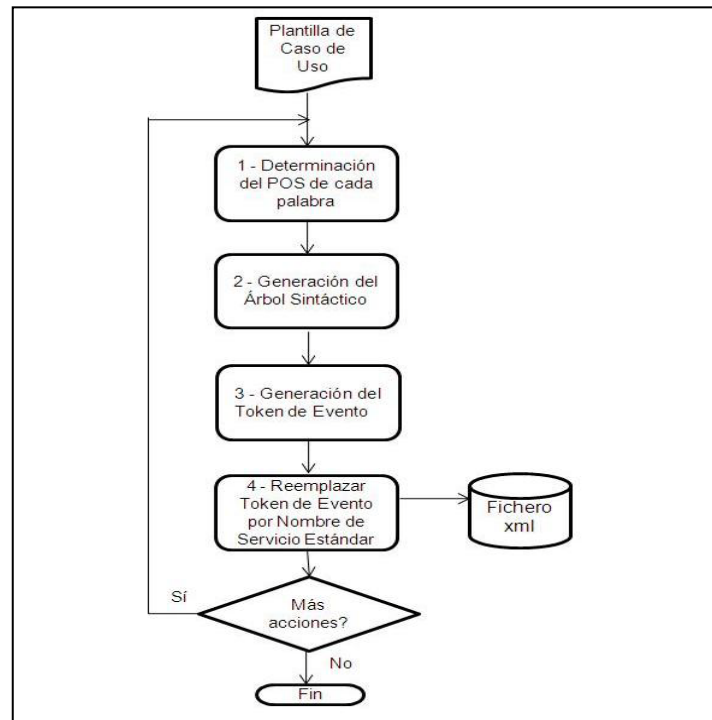 Plantilla de
Caso de
Uso
1 - Determinación
del POS de cada
palabra
2 - Generación del
Árbol Sintáctico
3 - Generación del
Token de Evento
4 - Reemplazar
Token de Evento
por Nombre de
Servicio Estándar
Fichero
xml
Sí
Más
acciones?
No
Fin